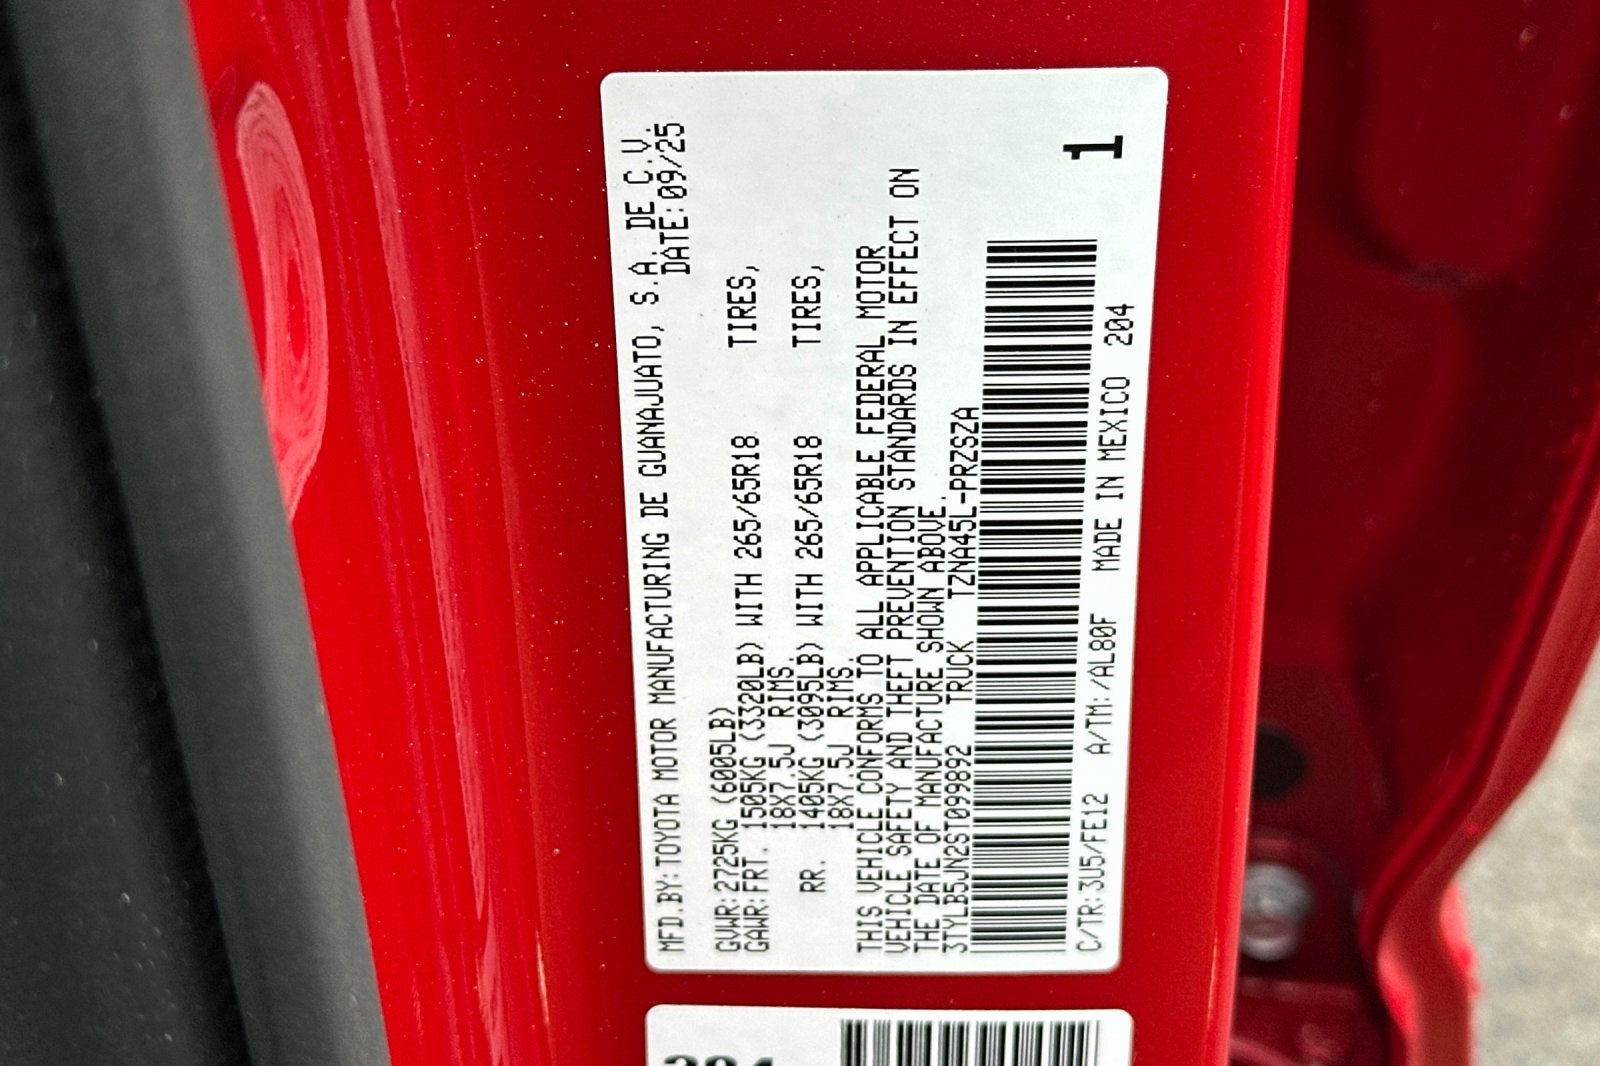 MFD.BY:TOYOTA MOTOR MANUFACTURING DE GUANAJUATO, S.A. DE C.V.
DATE:09/25
GVWR:2725KG (6005LB)
GAWR:FRT. 1505KG (3320LB) WITH 265/65R18 TIRES,
18X7.5J RIMS.
RR. 1405KG (3095LB) WITH 265/65R18 TIRES,
18X7.5J RIMS.
THIS VEHICLE CONFORMS TO ALL APPLICABLE FEDERAL MOTOR
VEHICLE SAFETY AND THEFT PREVENTION STANDARDS IN EFFECT ON
THE DATE OF MANUFACTURE SHOWN ABOVE.
3TYLB5JN2ST099892 TRUCK TZNA45L-PRZSZA
1
C/TR:3U5/FE12 A/TM:/AL80F MADE IN MEXICO 204